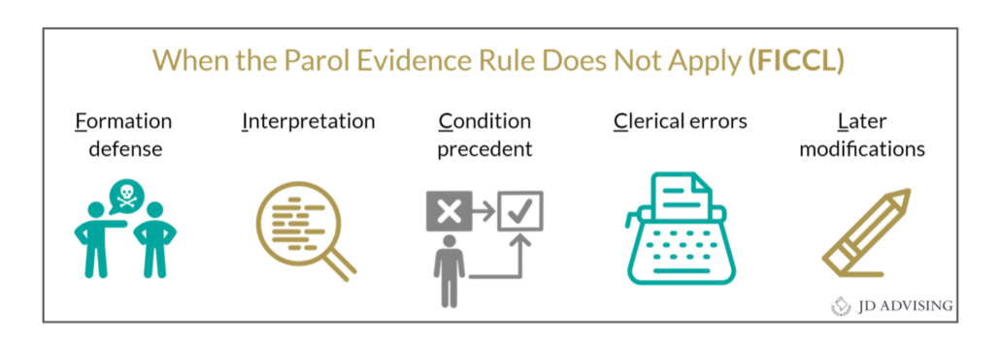 When the Parol Evidence Rule Does Not Apply (FICCL)
Formation
defense
Interpretation
Condition
precedent
Clerical errors
Later
modifications
JD ADVISING